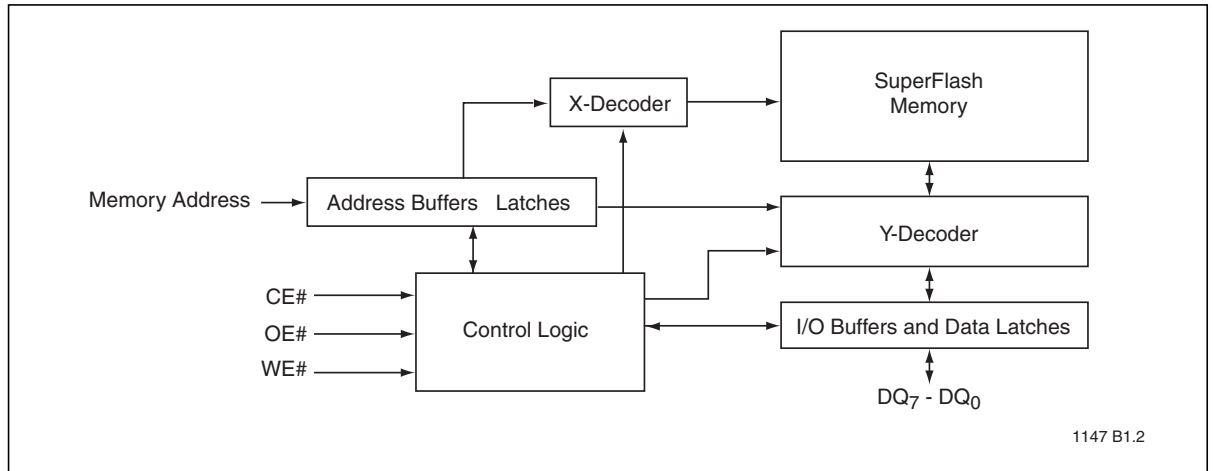 SuperFlash
Memory
X-Decoder
Memory Address
Address Buffers Latches
Y-Decoder
CE#
OE#
WE#
Control Logic
I/O Buffers and Data Latches
DQ7 - DQ0
1147 B1.2